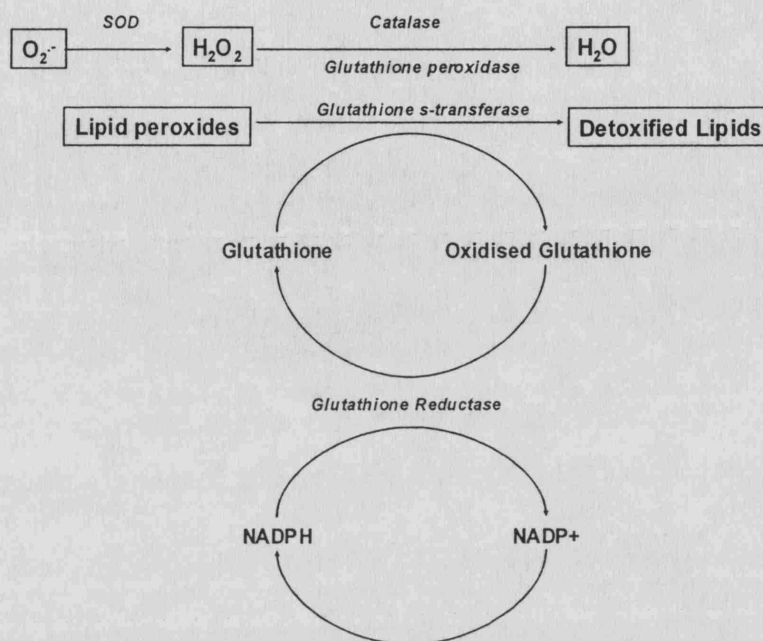 SOD
Catalase
O₂·⁻
H₂O₂
H₂O
Glutathione peroxidase
Glutathione s-transferase
Lipid peroxides
Detoxified Lipids
Glutathione
Oxidised Glutathione
Glutathione Reductase
NADPH
NADP+